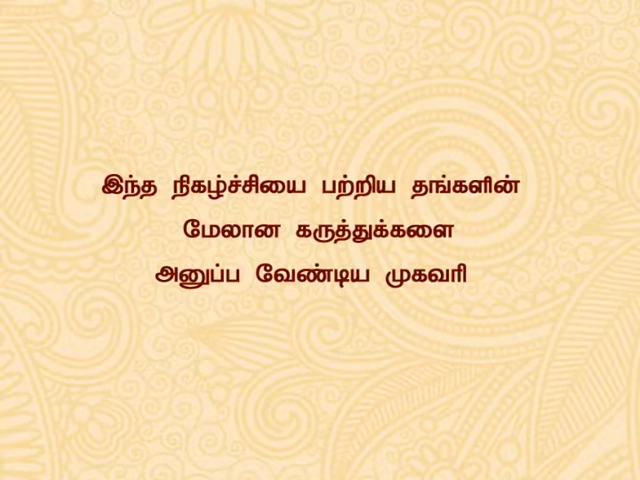 இந்த நிகழ்ச்சியை பற்றிய தங்களின்
மேலான கருத்துக்களை
அனுப்ப வேண்டிய முகவரி